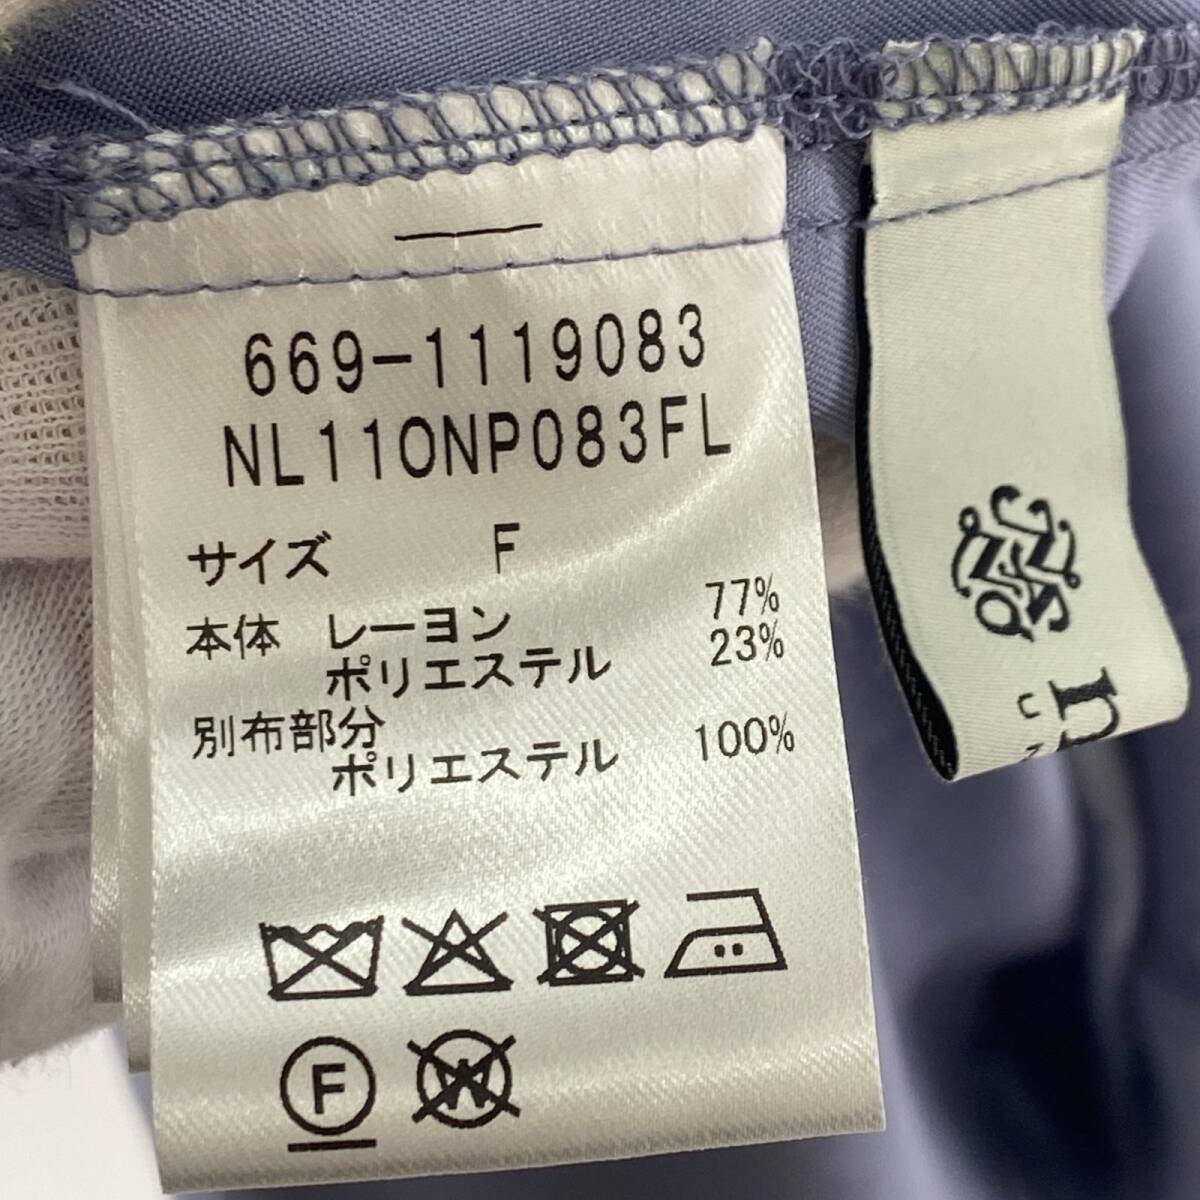 669-1119083
NL110NP083FL
サイズ F
本体 レーヨン 77%
ポリエステル 23%
別布部分
ポリエステル 100%
F
W